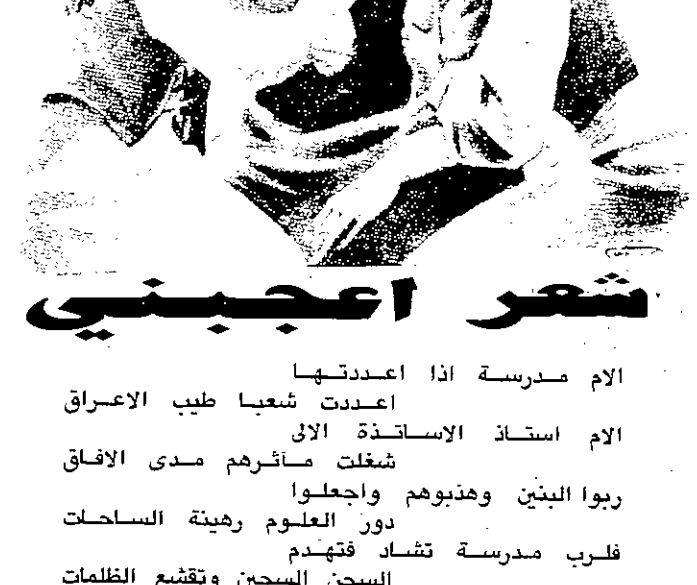 شعر اعجبني
الام مدرسة اذا اعددتها
اعددت شعبا طيب الاعراق
الام استاذ الاساتذة الالى
شغلت مآثرهم مدى الافاق
ربوا البنين وهذبوهم واجعلوا
دور العلوم رهينة الساحات
فلرب مدرسة تشاد فتهدم
السجن السجين وتقشع الظلمات